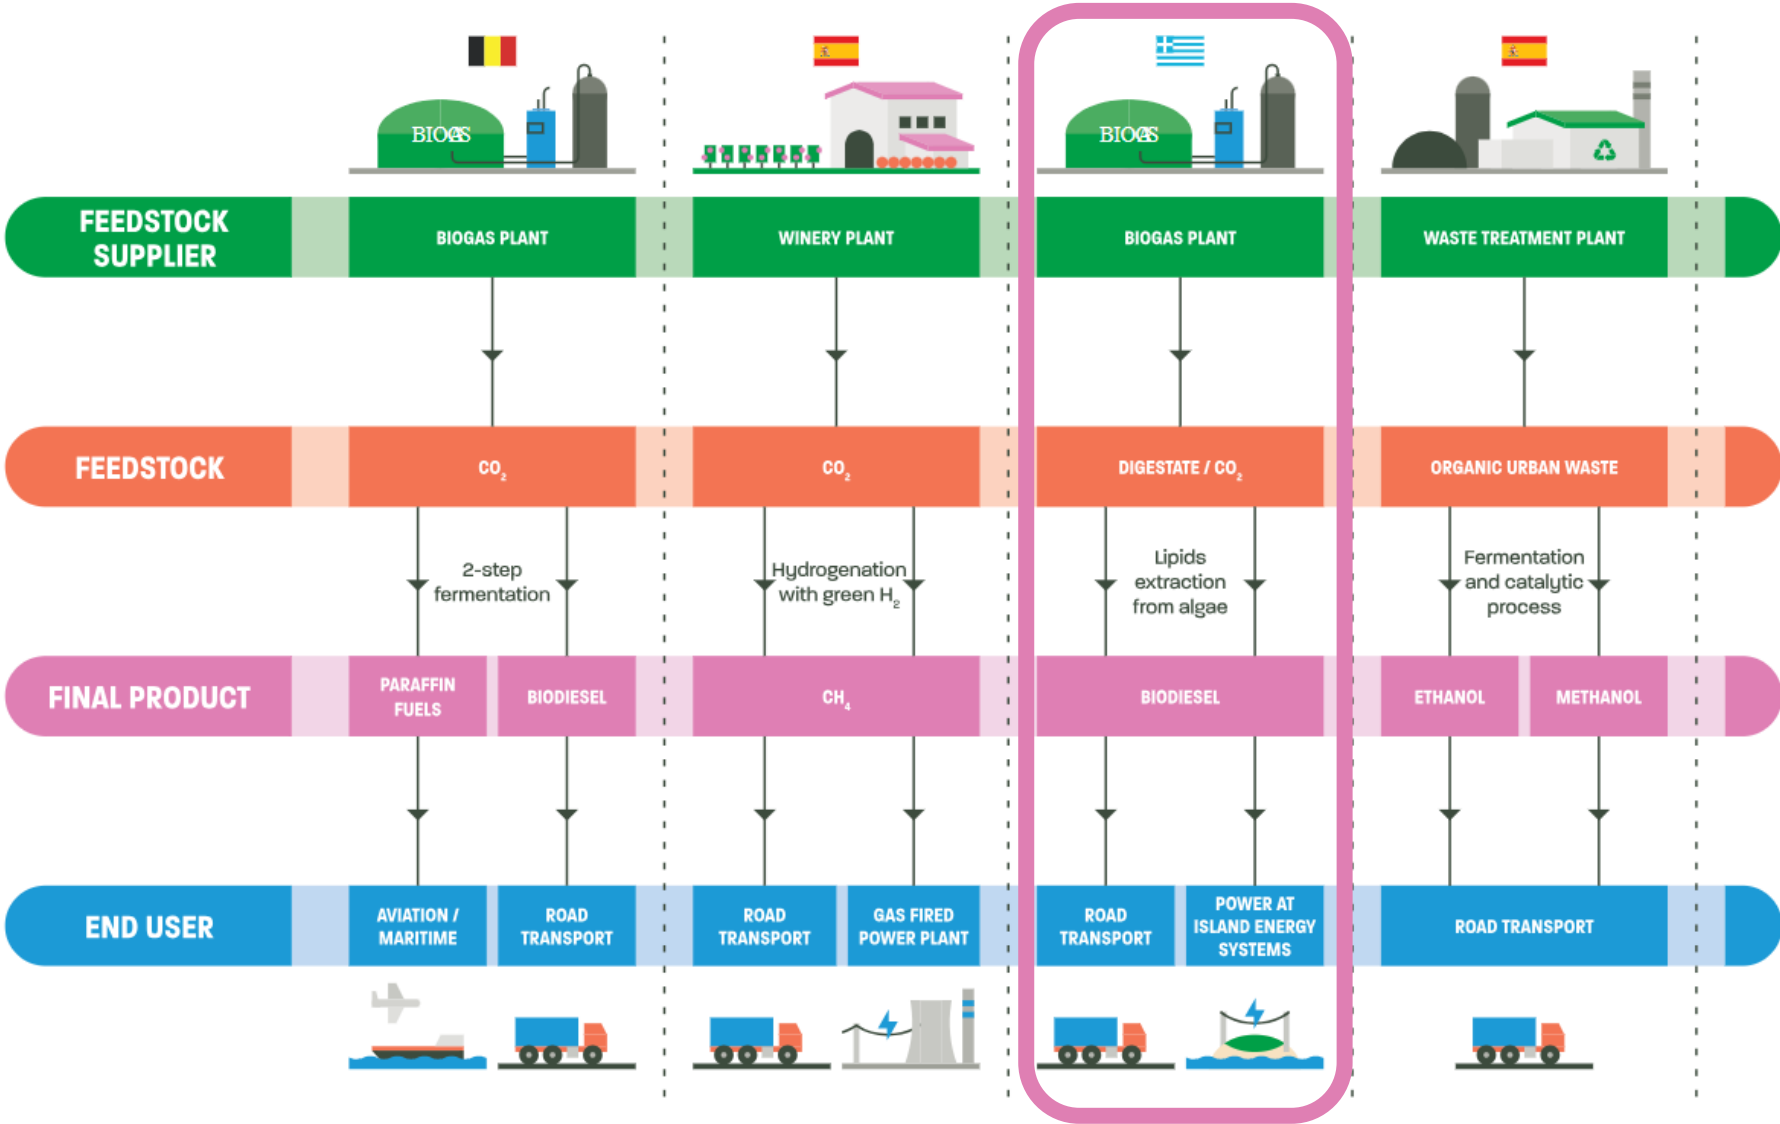 BIOGAS
BIOGAS
FEEDSTOCK
SUPPLIER
BIOGAS PLANT
WINERY PLANT
BIOGAS PLANT
WASTE TREATMENT PLANT
FEEDSTOCK
CO₂
CO₂
DIGESTATE / CO₂
ORGANIC URBAN WASTE
2-step
fermentation
Hydrogenation
with green H₂
Lipids
extraction
from algae
Fermentation
and catalytic
process
FINAL PRODUCT
PARAFFIN
FUELS
BIODIESEL
CH₄
BIODIESEL
ETHANOL
METHANOL
END USER
AVIATION /
MARITIME
ROAD
TRANSPORT
ROAD
TRANSPORT
GAS FIRED
POWER PLANT
ROAD
TRANSPORT
POWER AT
ISLAND ENERGY
SYSTEMS
ROAD TRANSPORT